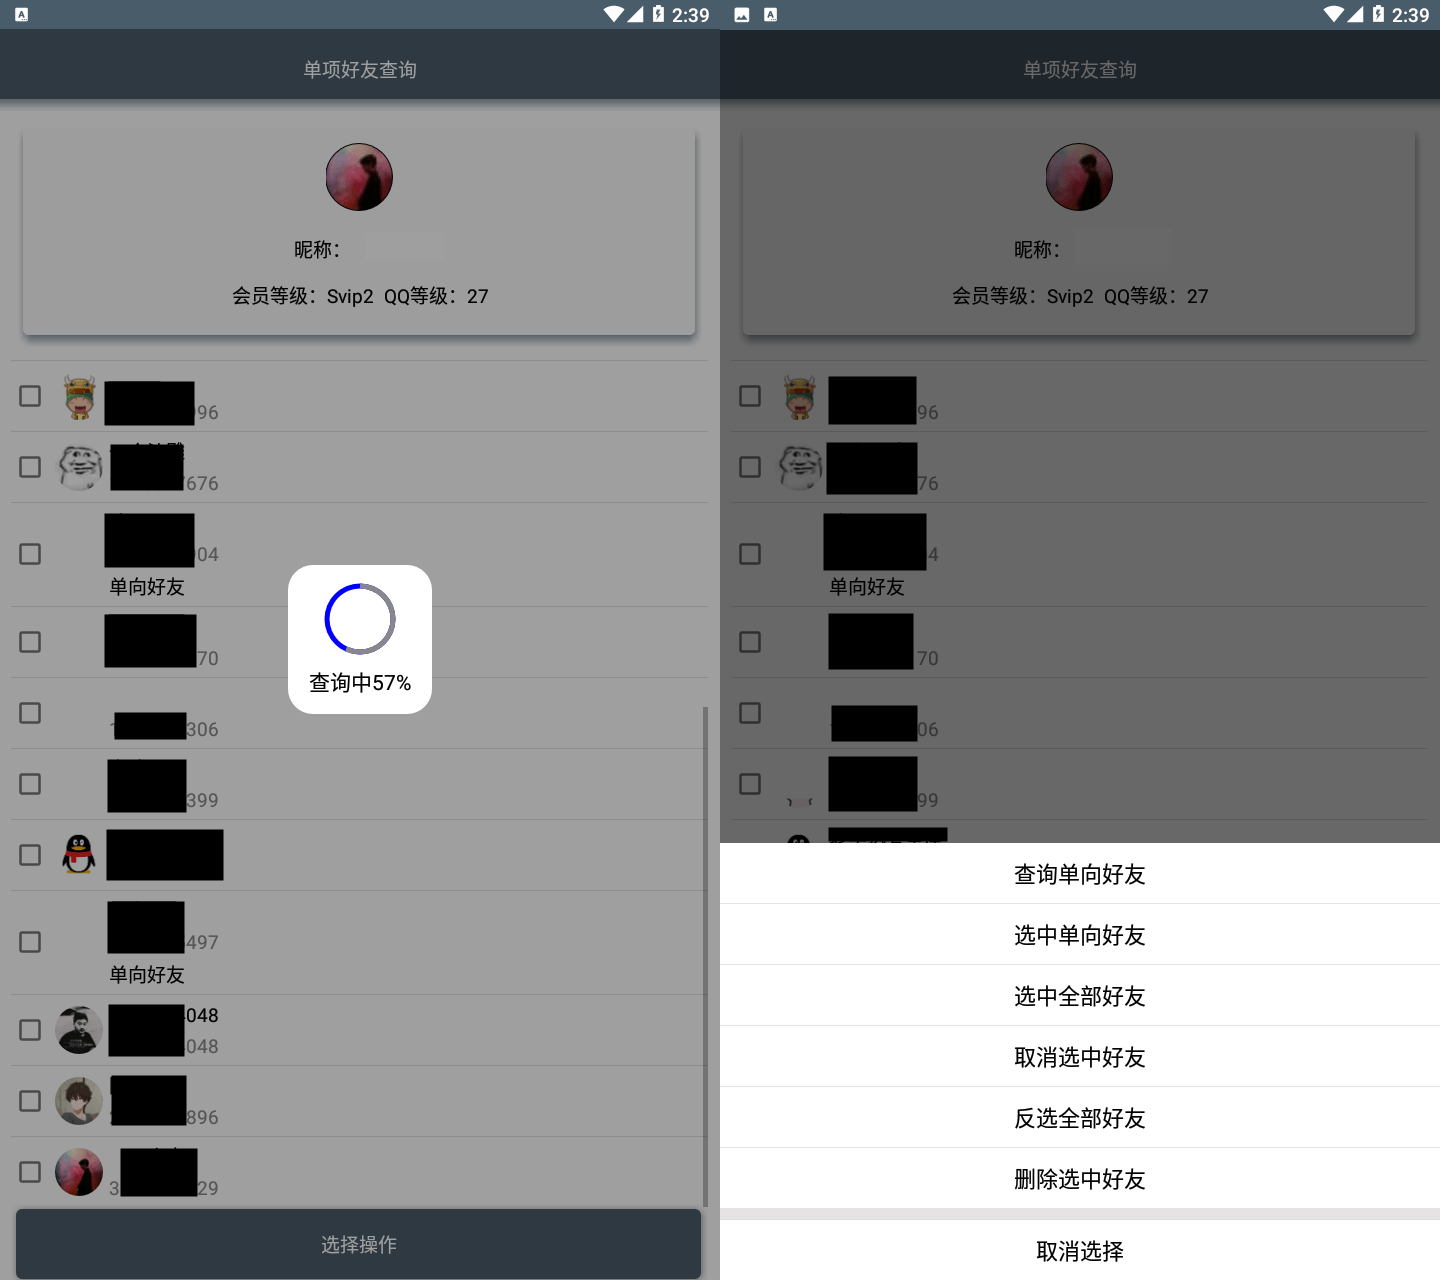 2:39
单项好友查询
昵称：
会员等级：Svip2 QQ等级：27
96
676
04
单向好友
70
306
399
497
单向好友
048
048
896
3
29
查询中57%
选择操作
2:39
单项好友查询
昵称：
会员等级：Svip2 QQ等级：27
96
76
4
单向好友
70
06
99
查询单向好友
选中单向好友
选中全部好友
取消选中好友
反选全部好友
删除选中好友
取消选择